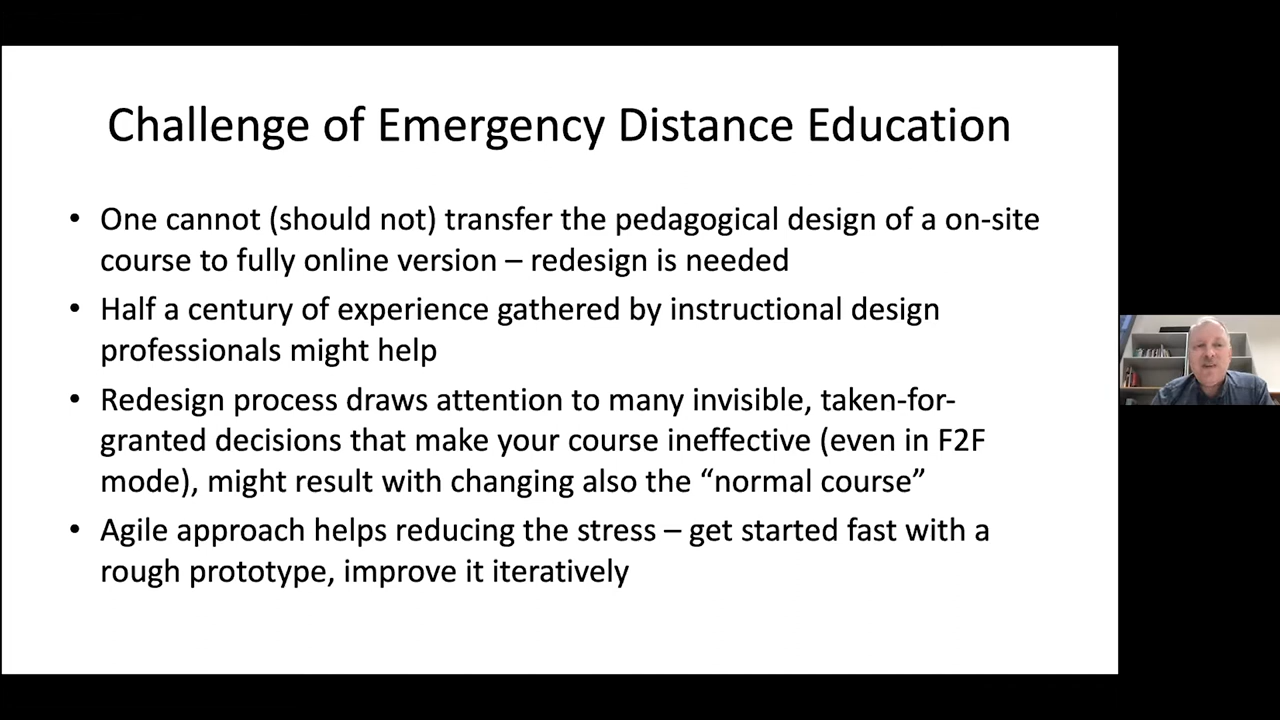 Challenge of Emergency Distance Education
• One cannot (should not) transfer the pedagogical design of a on-site
course to fully online version – redesign is needed
• Half a century of experience gathered by instructional design
professionals might help
• Redesign process draws attention to many invisible, taken-for-
granted decisions that make your course ineffective (even in F2F
mode), might result with changing also the “normal course”
• Agile approach helps reducing the stress – get started fast with a
rough prototype, improve it iteratively